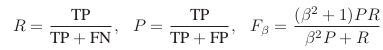 R = TP / (TP + FN), P = TP / (TP + FP), F_β = (β² + 1)PR / (β²P + R)